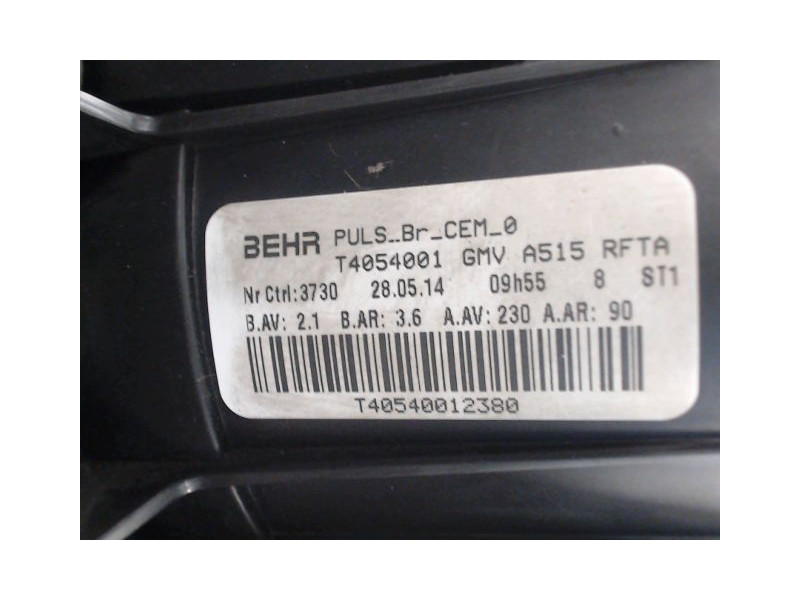 BEHR PULS_Br_CEM_0
T4054001 GMV A515 RFTA
Nr Ctrl:3730 28.05.14 09h55 8 ST1
B.AV: 2.1 B.AR: 3.6 A.AV: 230 A.AR: 90
T40540012380